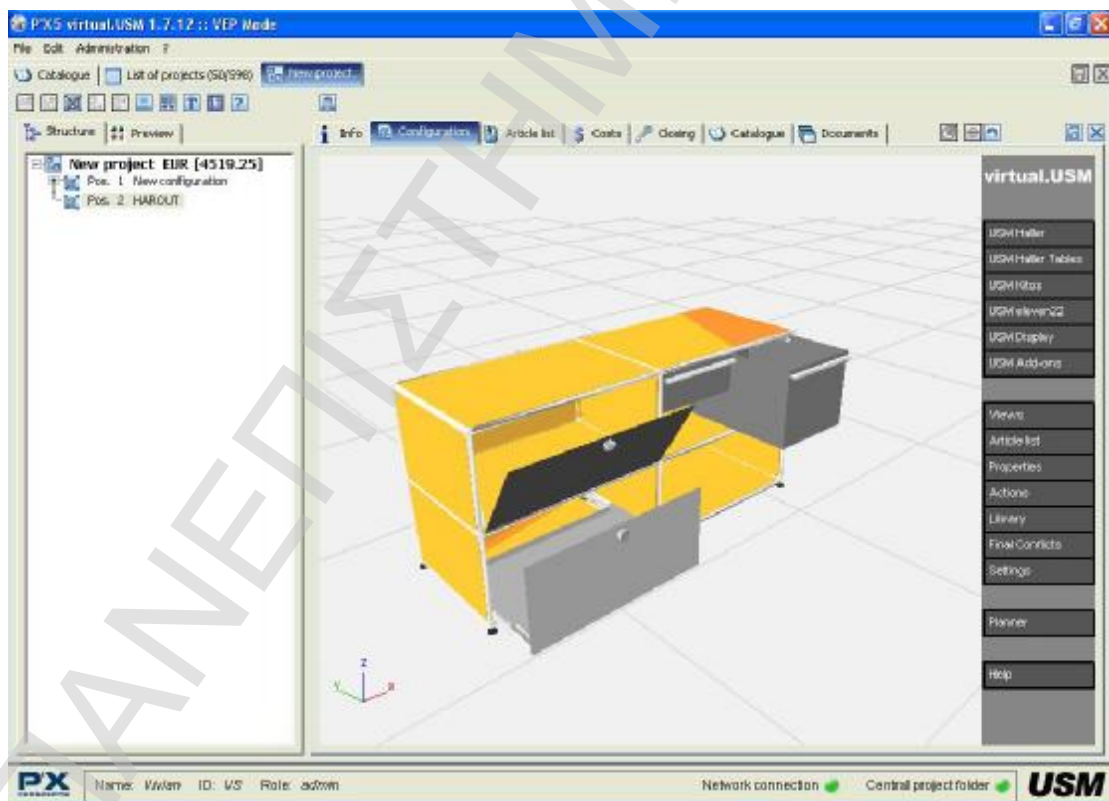 P'X5 virtual.USM 1.7.12 :: VEP Mode
File Edit Administration ?
Catalogue List of projects (50/598) New project
Structure Preview
Info Configuration Article list Costs Closing Catalogue Documents
New project EUR [4519.25]
Pos. 1 New configuration
Pos. 2 HAROUT
virtual.USM
USM Haller
USM Haller Tables
USM Kitos
USM eleven22
USM Display
USM Add-ons
Views
Article list
Properties
Actions
Library
Final Conflicts
Settings
Planner
Help
z
y x
P'X Name: Vivian ID: VS Role: admin Network connection Central project folder USM
ΠΑΝΕΠΙΣΤΗΜ